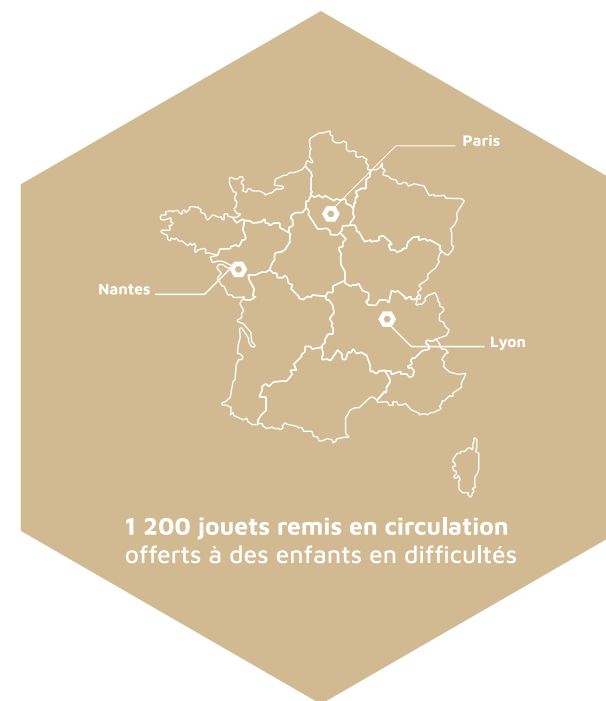 Paris
Nantes
Lyon
1 200 jouets remis en circulation
offerts à des enfants en difficultés